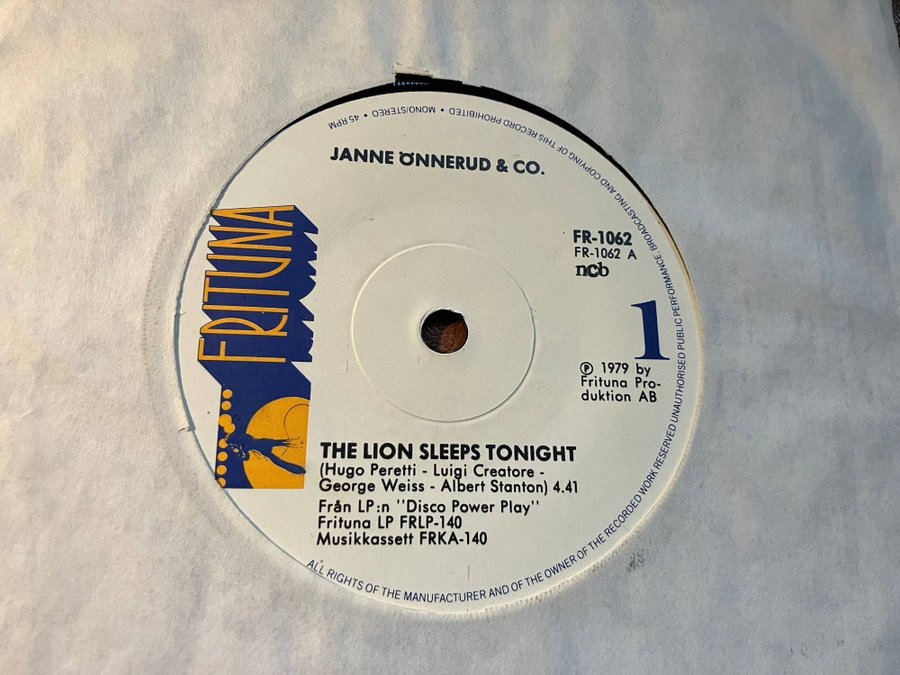 JANNE ÖNNERUD & CO.
FRITUNA
FR-1062
FR-1062 A
ncb
1
℗ 1979 by
Frituna Pro-
duktion AB
THE LION SLEEPS TONIGHT
(Hugo Peretti - Luigi Creatore -
George Weiss - Albert Stanton) 4.41
Från LP:n "Disco Power Play"
Frituna LP FRLP-140
Musikkassett FRKA-140
ALL RIGHTS OF THE MANUFACTURER AND OF THE OWNER OF THE RECORDED WORK RESERVED UNAUTHORISED PUBLIC PERFORMANCE BROADCASTING AND COPYING OF THIS RECORD PROHIBITED • MONO/STEREO • 45 RPM